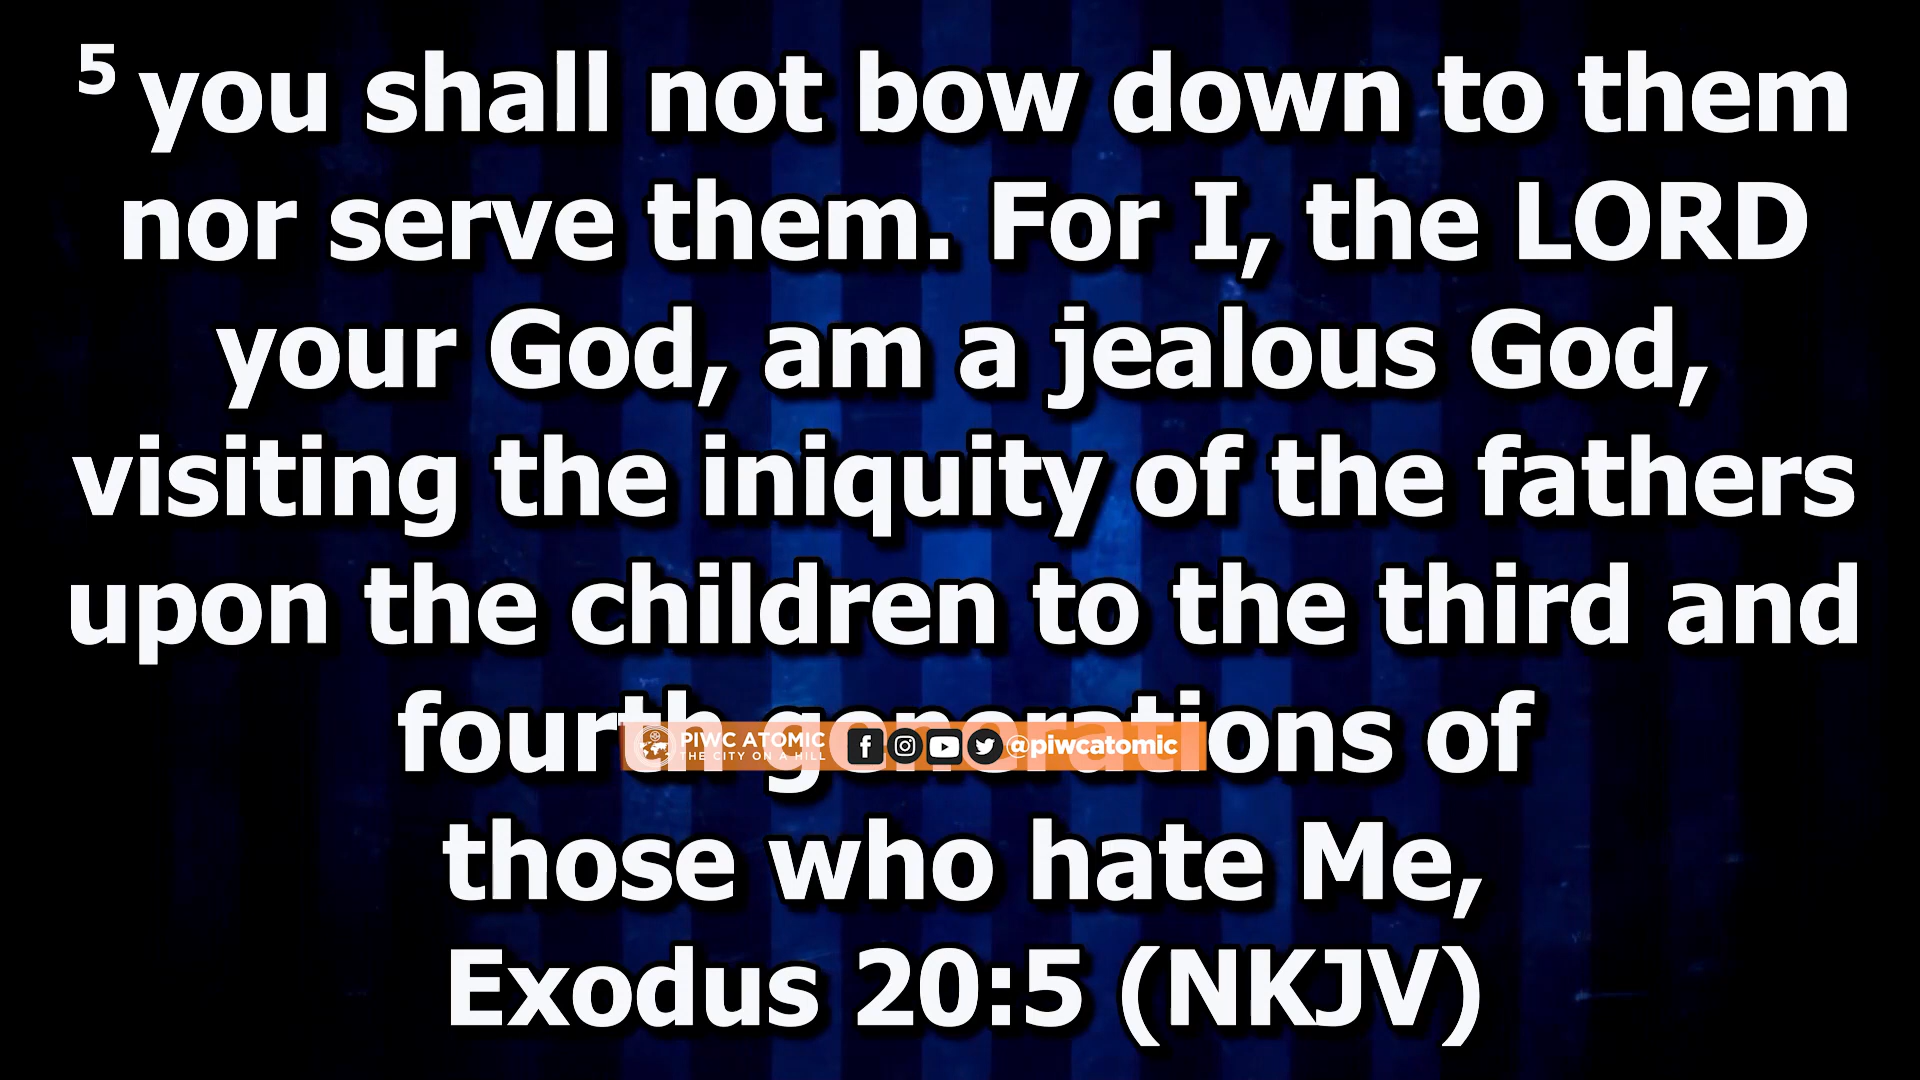 5 you shall not bow down to them
nor serve them. For I, the LORD
your God, am a jealous God,
visiting the iniquity of the fathers
upon the children to the third and
fourth generations of
PIWC ATOMIC
THE CITY ON A HILL
@piwcatomic
those who hate Me,
Exodus 20:5 (NKJV)